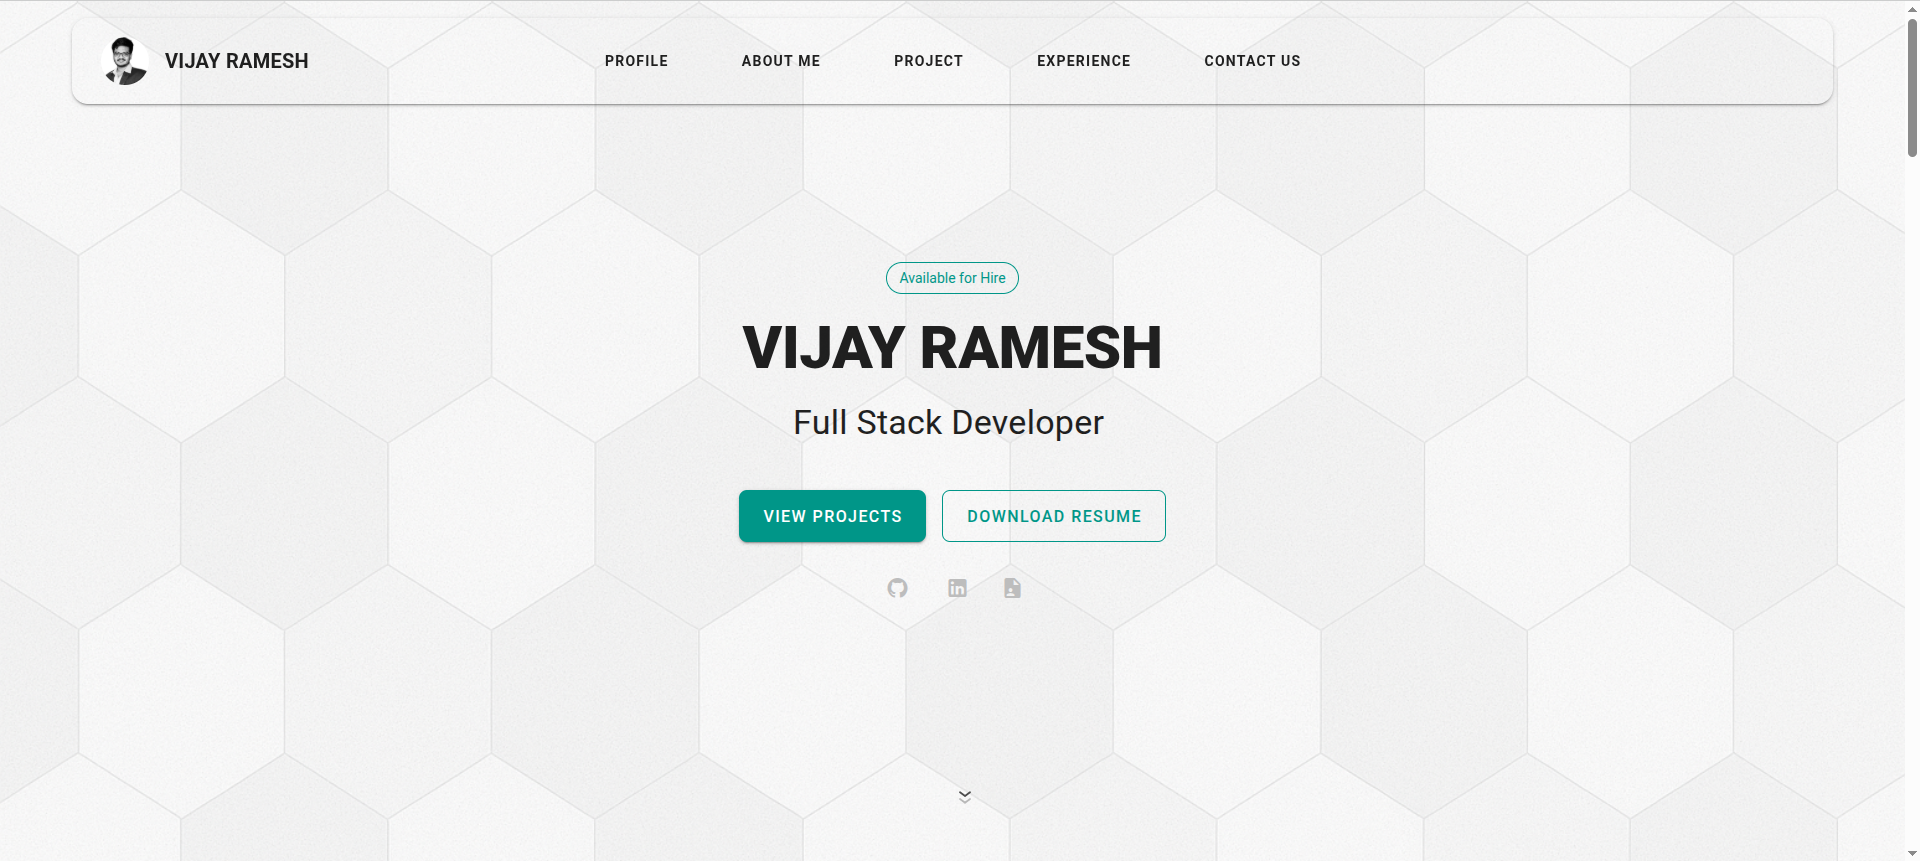 VIJAY RAMESH
PROFILE ABOUT ME PROJECT EXPERIENCE CONTACT US
Available for Hire
VIJAY RAMESH
Full Stack Developer
VIEW PROJECTS DOWNLOAD RESUME